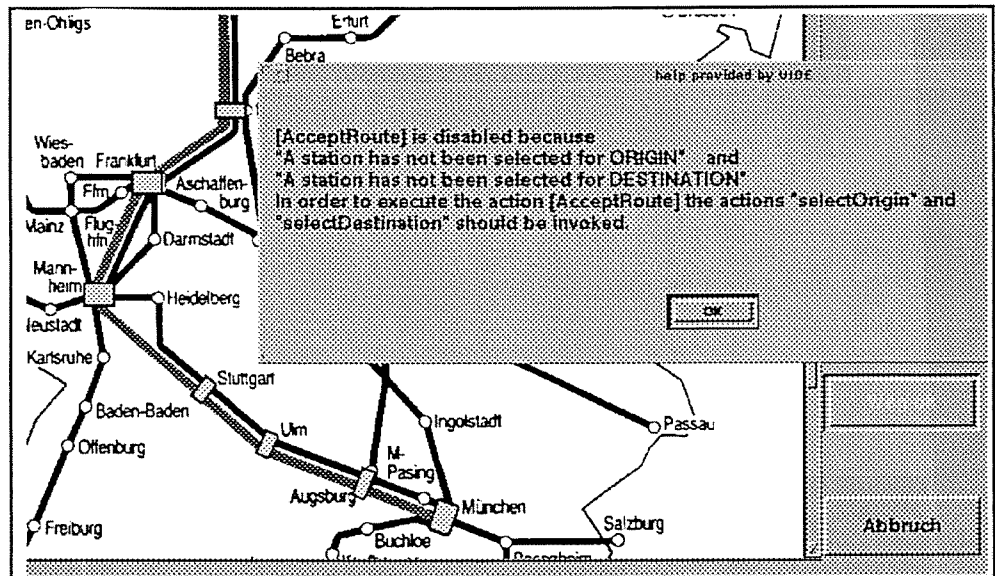 en-Ohligs
Erfurt
Bebra
help provided by UIDE
[AcceptRoute] is disabled because
"A station has not been selected for ORIGIN" and
"A station has not been selected for DESTINATION"
In order to execute the action [AcceptRoute] the actions "selectOrigin" and
"selectDestination" should be invoked.
OK
Wies-
baden
Frankfurt
Ffm
Aschaffen-
burg
Mainz
Flug-
hfn
Darmstadt
Mann-
heim
Heidelberg
Neustadt
Karlsruhe
Stuttgart
Baden-Baden
Ulm
Ingolstadt
Passau
Offenburg
M-
Pasing
Augsburg
München
Freiburg
Buchloe
Salzburg
Abbruch